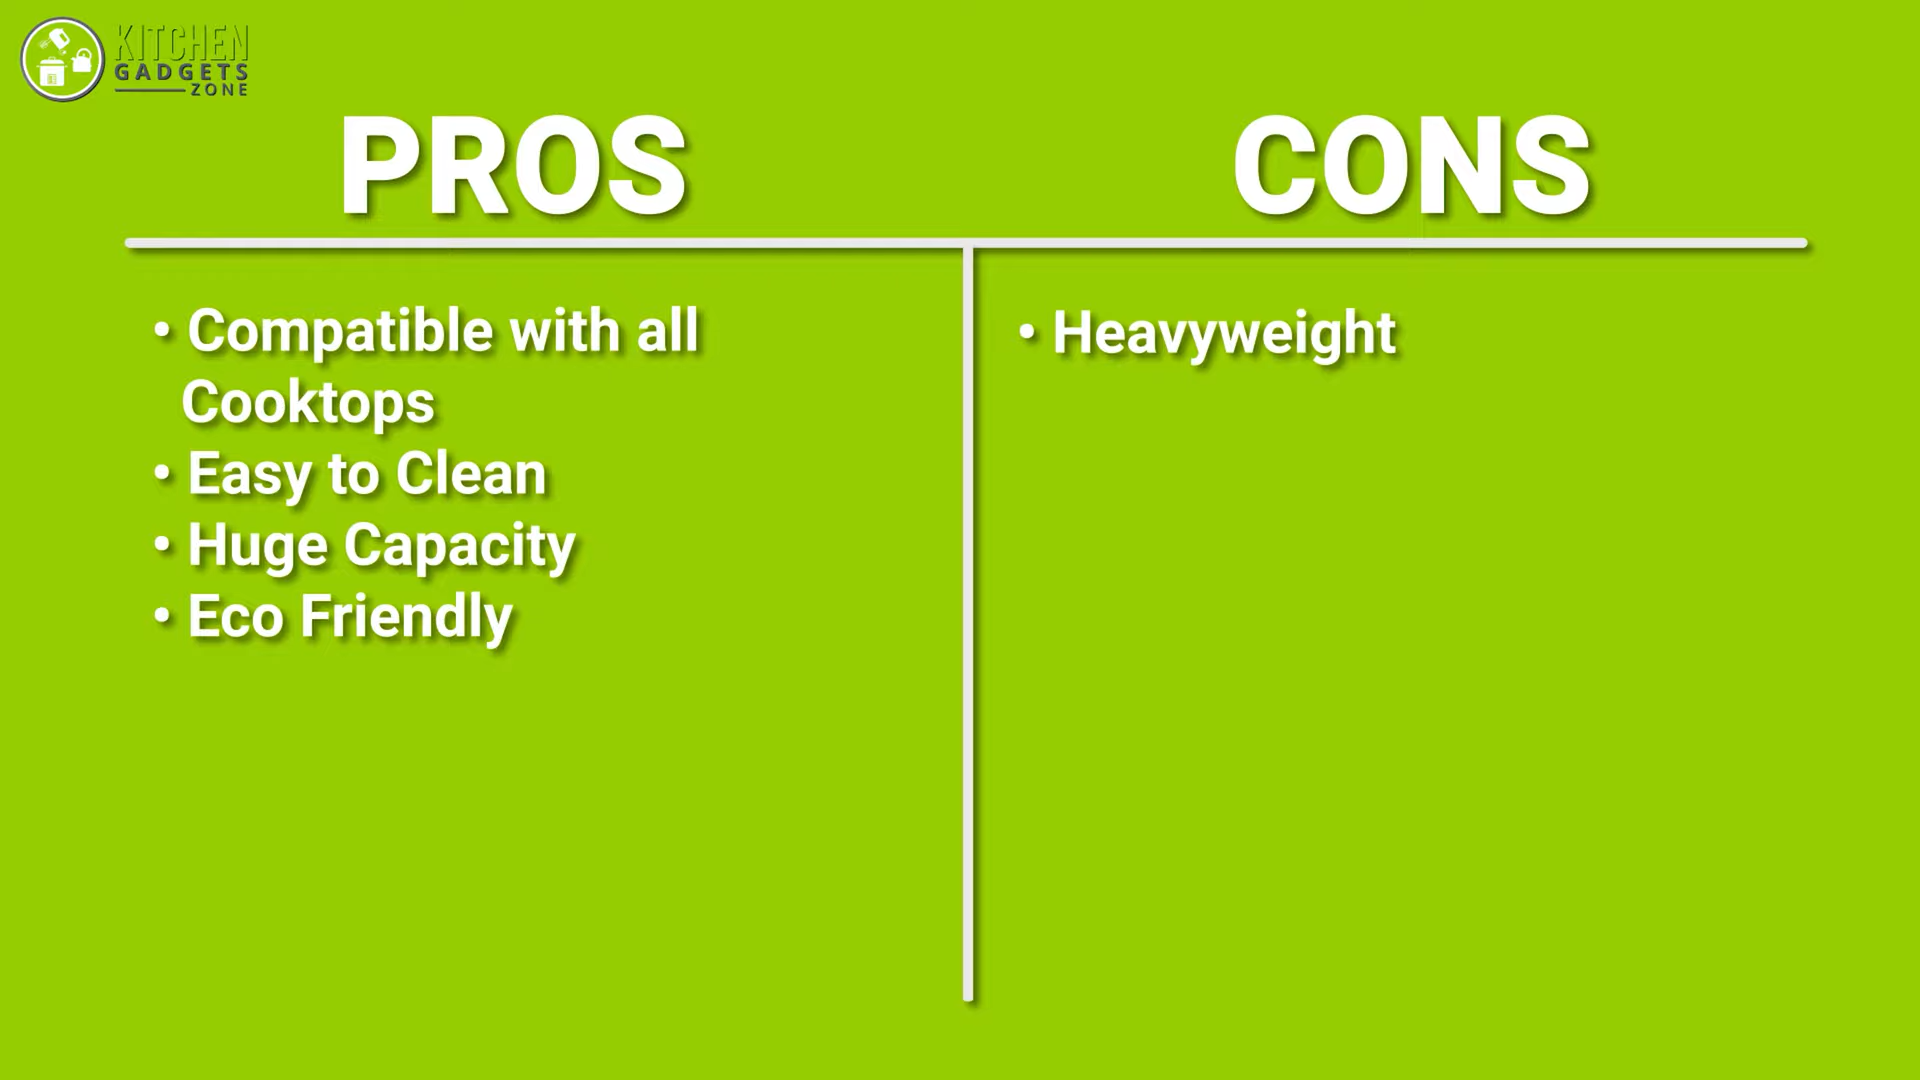 KITCHEN
GADGETS
ZONE
PROS
CONS
• Compatible with all
Cooktops
• Easy to Clean
• Huge Capacity
• Eco Friendly
• Heavyweight